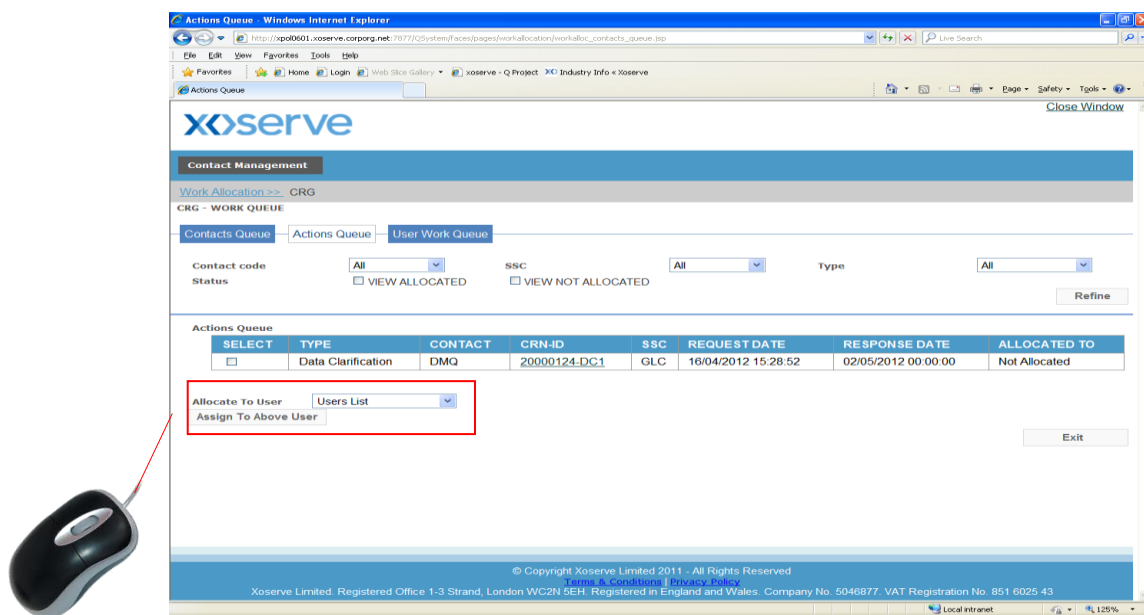 Actions Queue - Windows Internet Explorer
http://xpol0601.xoserve.corporg.net:7877/QSystem/faces/pages/workallocation/workalloc_contacts_queue.jsp
Live Search
File Edit View Favorites Tools Help
Favorites Home Login Web Slice Gallery xoserve - Q Project XO Industry Info « Xoserve
Actions Queue Page Safety Tools
Close Window
xoserve
Contact Management
Work Allocation >> CRG
CRG - WORK QUEUE
Contacts Queue Actions Queue User Work Queue
Contact code All SSC All Type All
Status VIEW ALLOCATED VIEW NOT ALLOCATED
Refine
Actions Queue
SELECT TYPE CONTACT CRN-ID SSC REQUEST DATE RESPONSE DATE ALLOCATED TO
Data Clarification DMQ 20000124-DC1 GLC 16/04/2012 15:28:52 02/05/2012 00:00:00 Not Allocated
Allocate To User Users List
Assign To Above User
Exit
© Copyright Xoserve Limited 2011 - All Rights Reserved
Terms & Conditions | Privacy Policy
Xoserve Limited. Registered Office 1-3 Strand, London WC2N 5EH. Registered in England and Wales. Company No. 5046877. VAT Registration No. 851 6025 43
Local intranet 125%